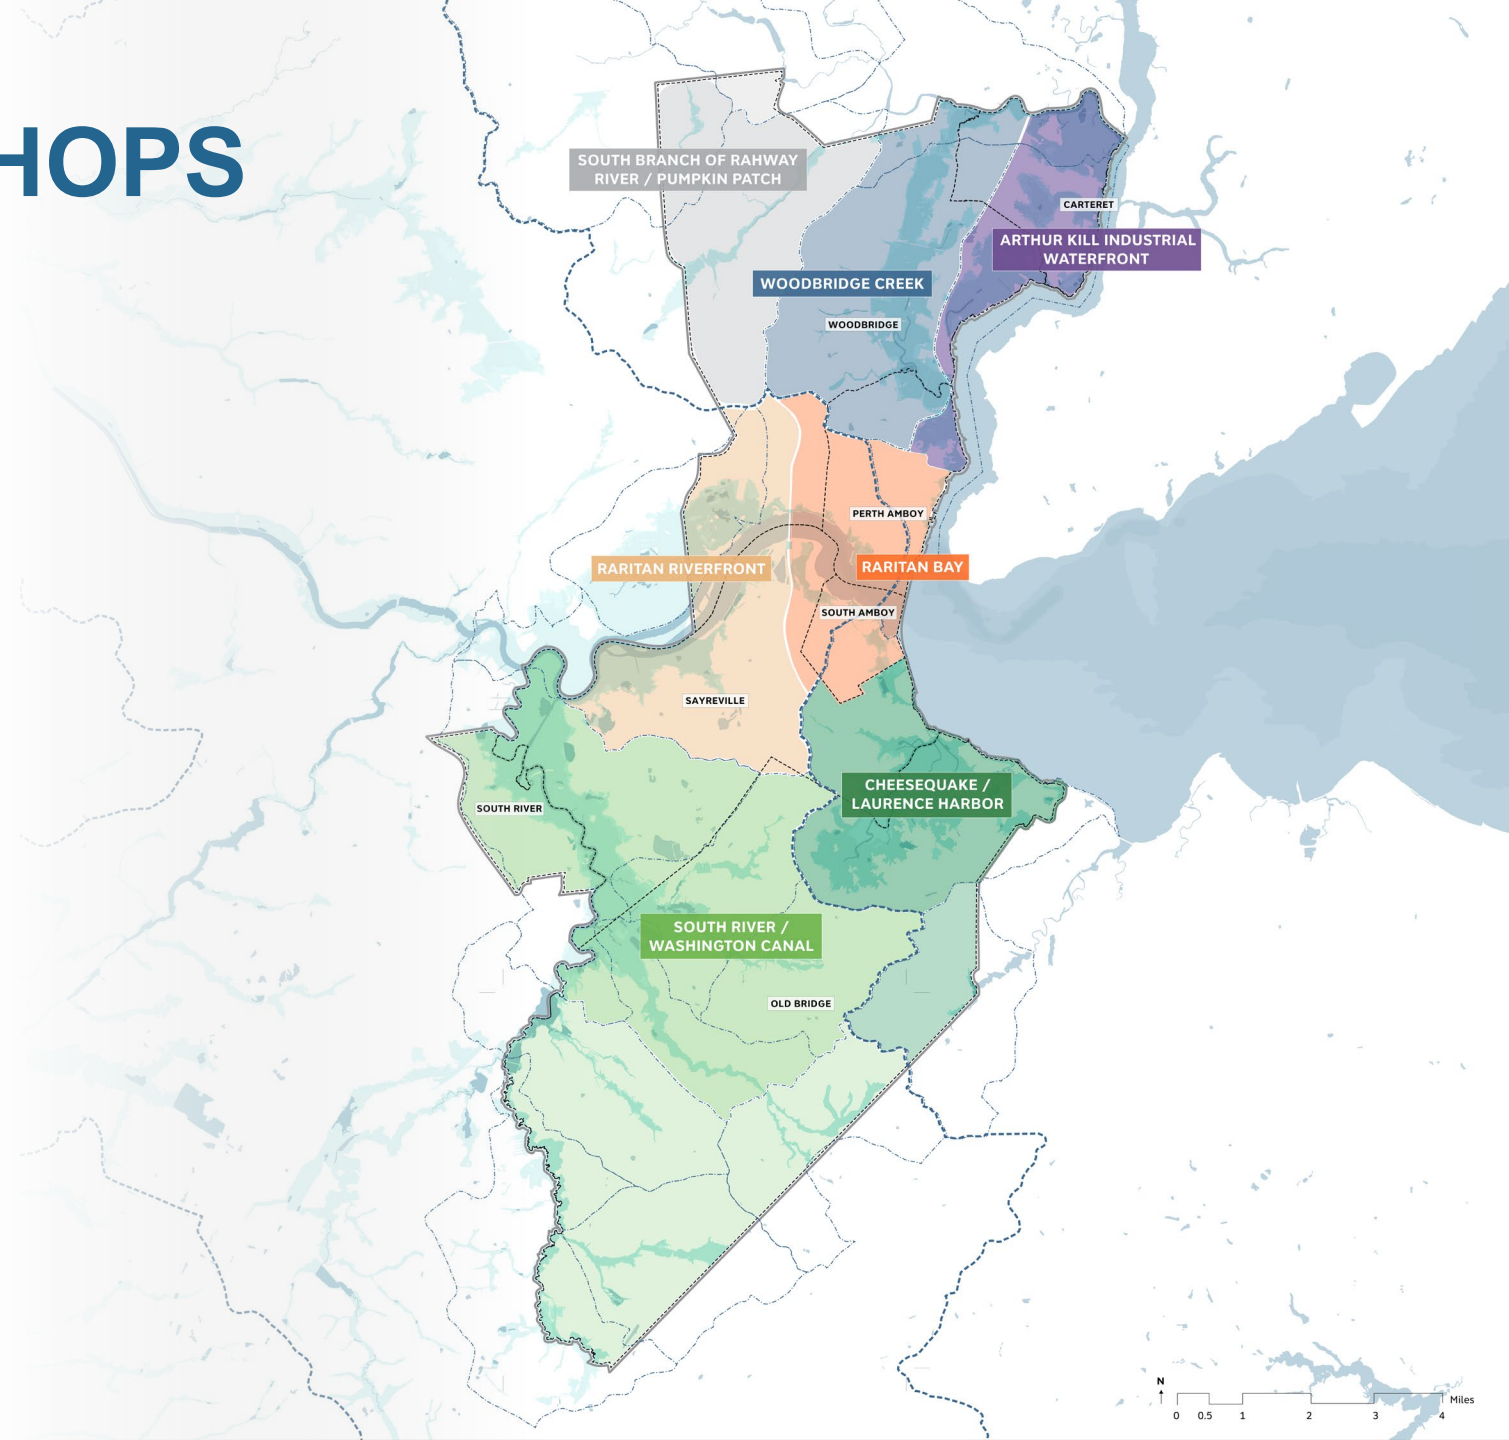 HOPS
SOUTH BRANCH OF RAHWAY
RIVER / PUMPKIN PATCH
CARTERET
ARTHUR KILL INDUSTRIAL
WATERFRONT
WOODBRIDGE CREEK
WOODBRIDGE
PERTH AMBOY
RARITAN RIVERFRONT
RARITAN BAY
SOUTH AMBOY
SAYREVILLE
CHEESEQUAKE /
LAURENCE HARBOR
SOUTH RIVER
SOUTH RIVER /
WASHINGTON CANAL
OLD BRIDGE
N
Miles
0 0.5 1 2 3 4